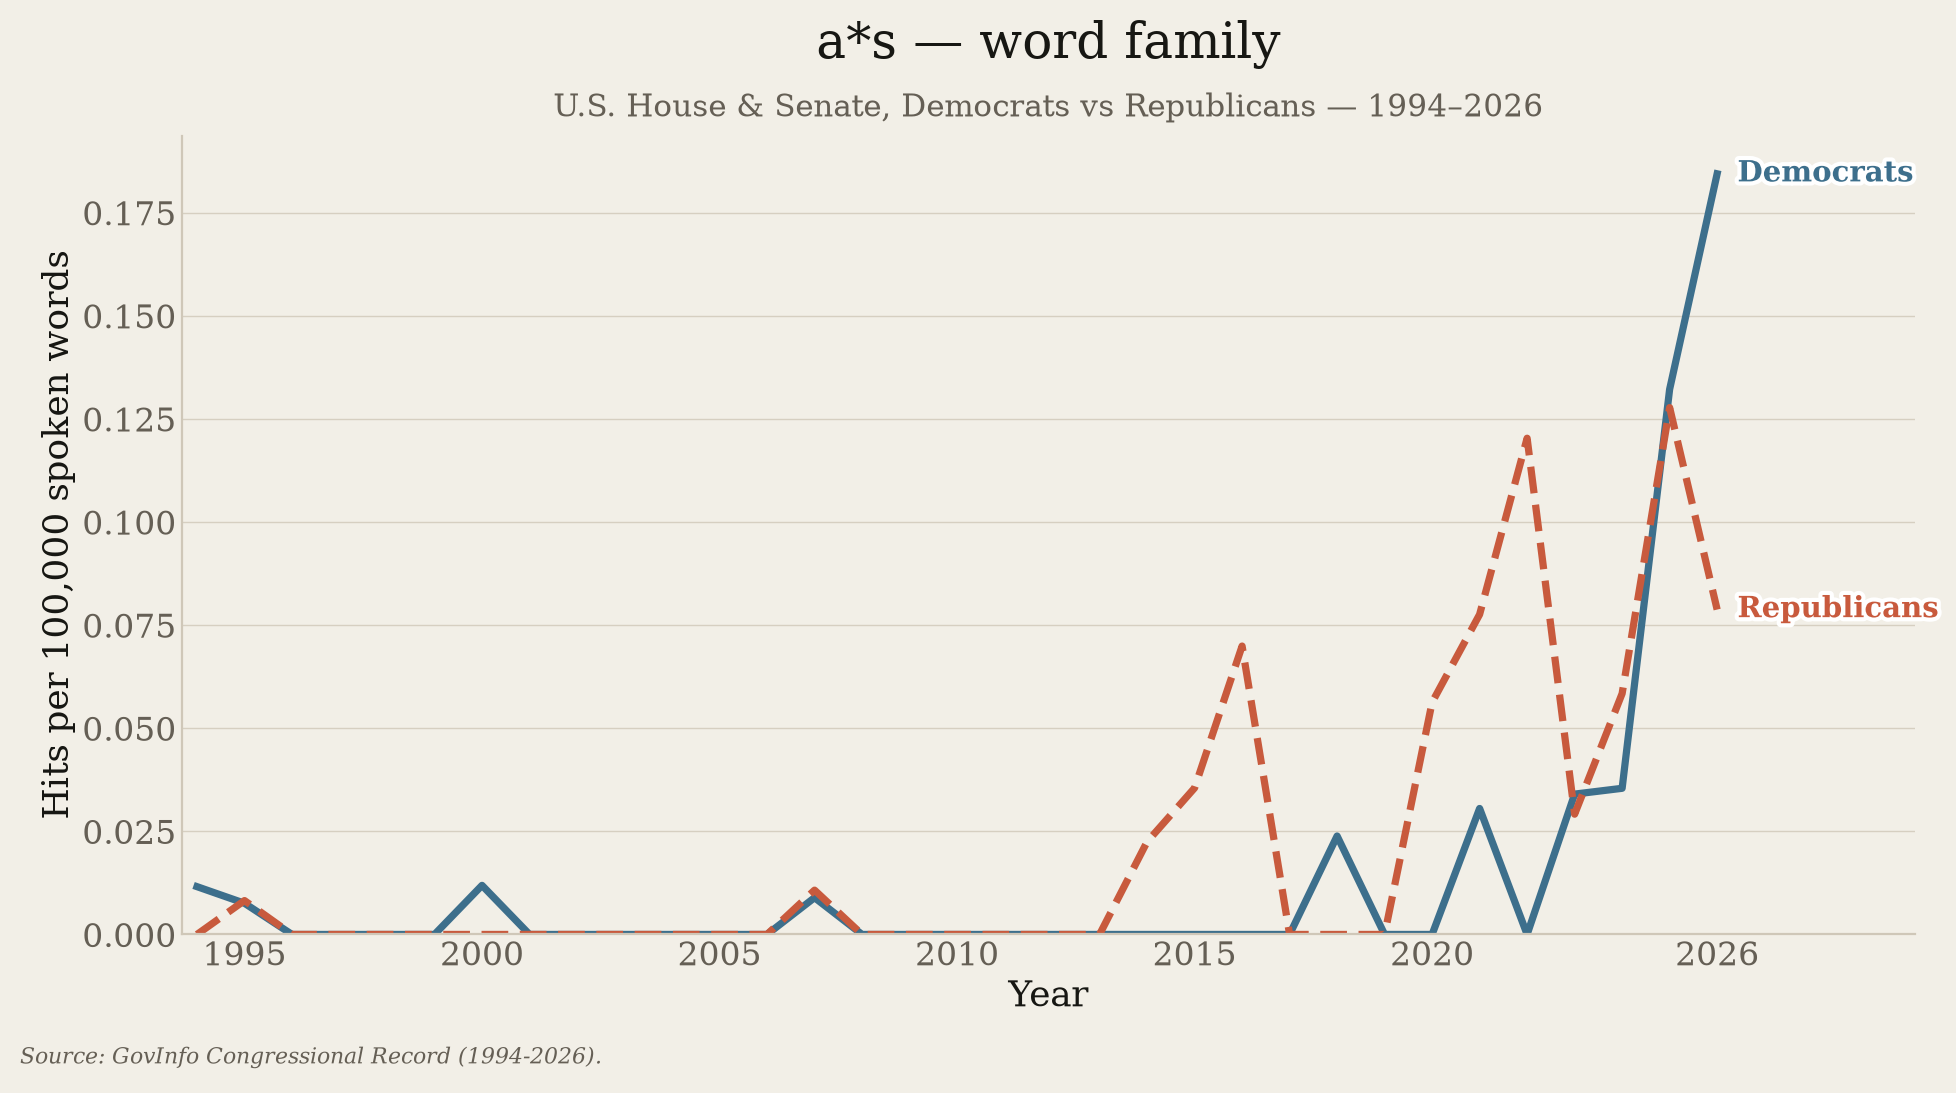 a*s — word family
U.S. House & Senate, Democrats vs Republicans — 1994–2026
Hits per 100,000 spoken words
0.175
0.150
0.125
0.100
0.075
0.050
0.025
0.000
Democrats
Republicans
1995 2000 2005 2010 2015 2020 2026
Year
Source: GovInfo Congressional Record (1994-2026).